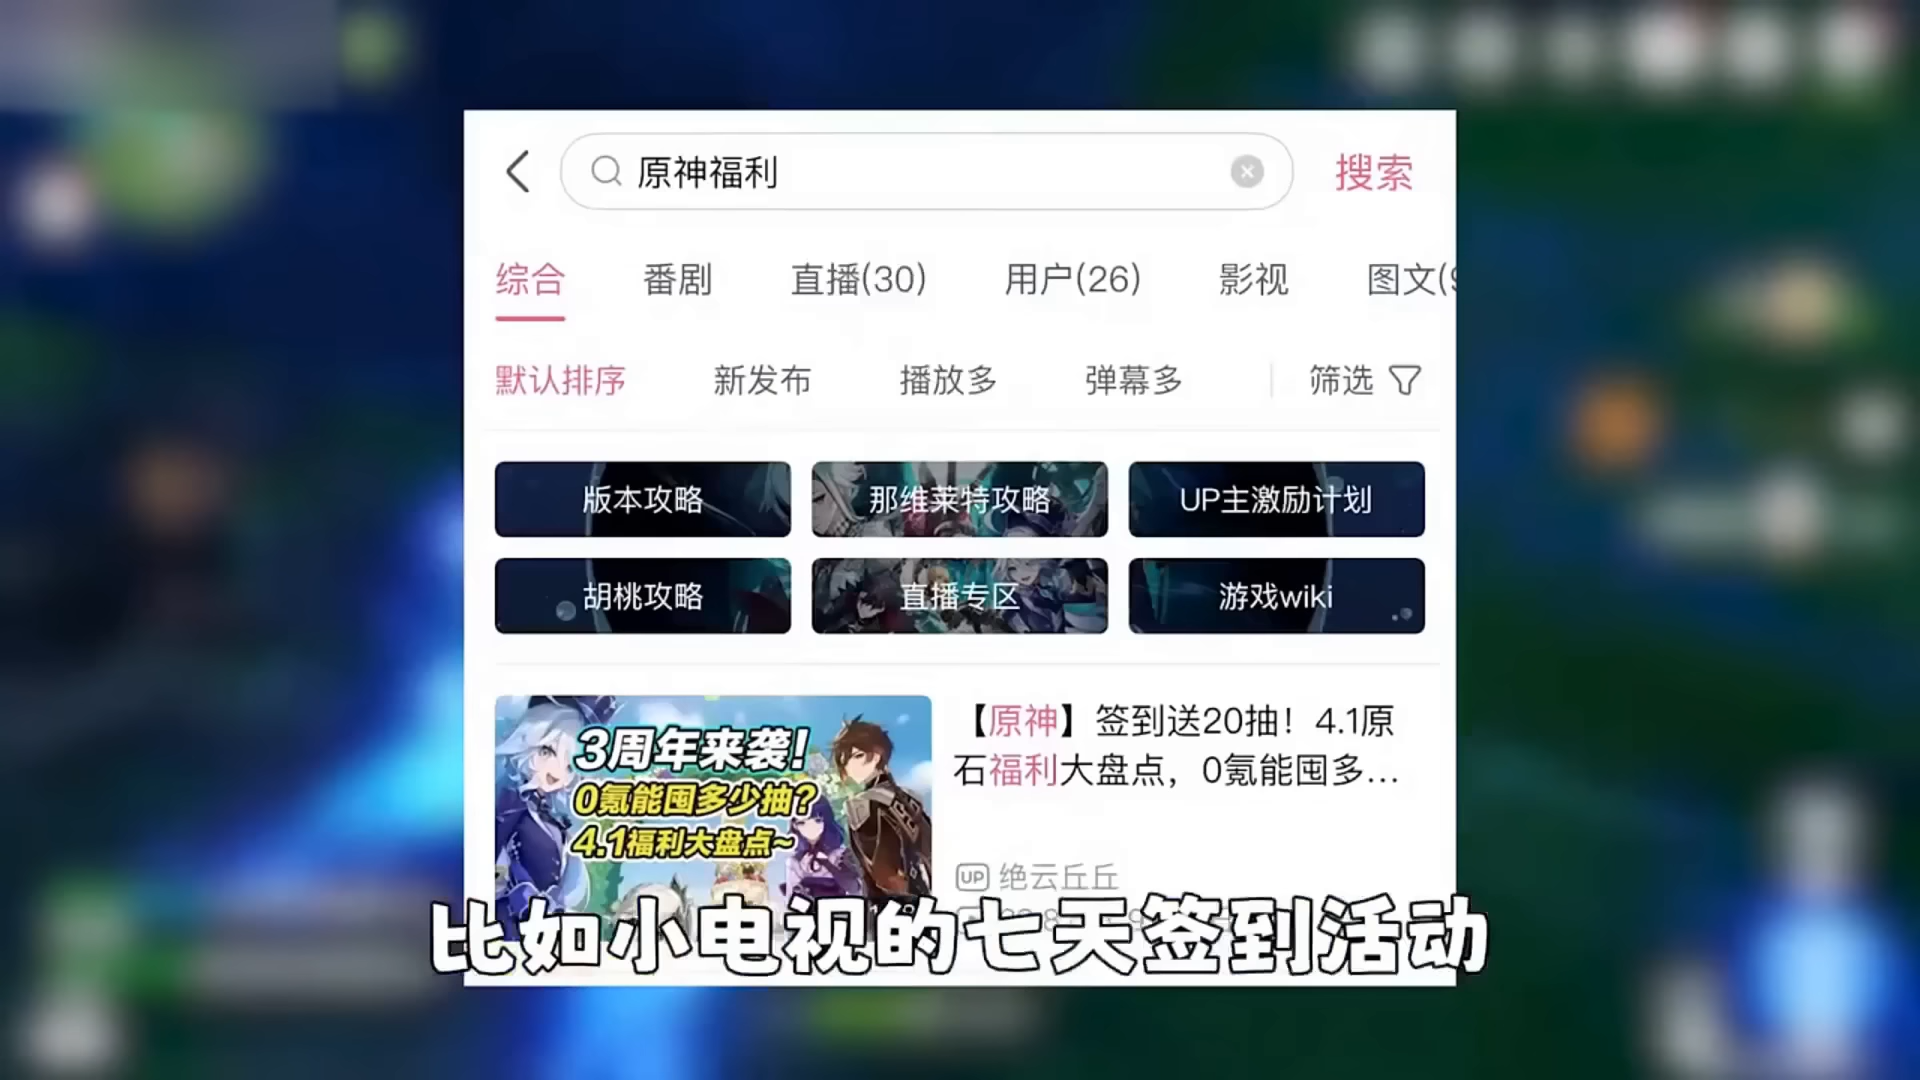 原神福利
搜索
综合 番剧 直播(30) 用户(26) 影视 图文(9
默认排序 新发布 播放多 弹幕多 筛选
版本攻略 那维莱特攻略 UP主激励计划
胡桃攻略 直播专区 游戏wiki
3周年来袭!
0氪能囤多少抽?
4.1福利大盘点~
【原神】签到送20抽！4.1原
石福利大盘点，0氪能囤多...
UP 绝云丘丘
比如小电视的七天签到活动